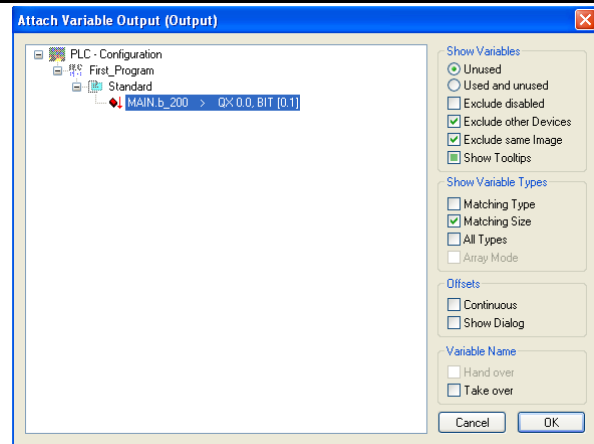 Attach Variable Output (Output)
PLC - Configuration
First_Program
Standard
MAIN.b_200 > QX 0.0, BIT [0.1]
Show Variables
Unused
Used and unused
Exclude disabled
Exclude other Devices
Exclude same Image
Show Tooltips
Show Variable Types
Matching Type
Matching Size
All Types
Array Mode
Offsets
Continuous
Show Dialog
Variable Name
Hand over
Take over
Cancel OK